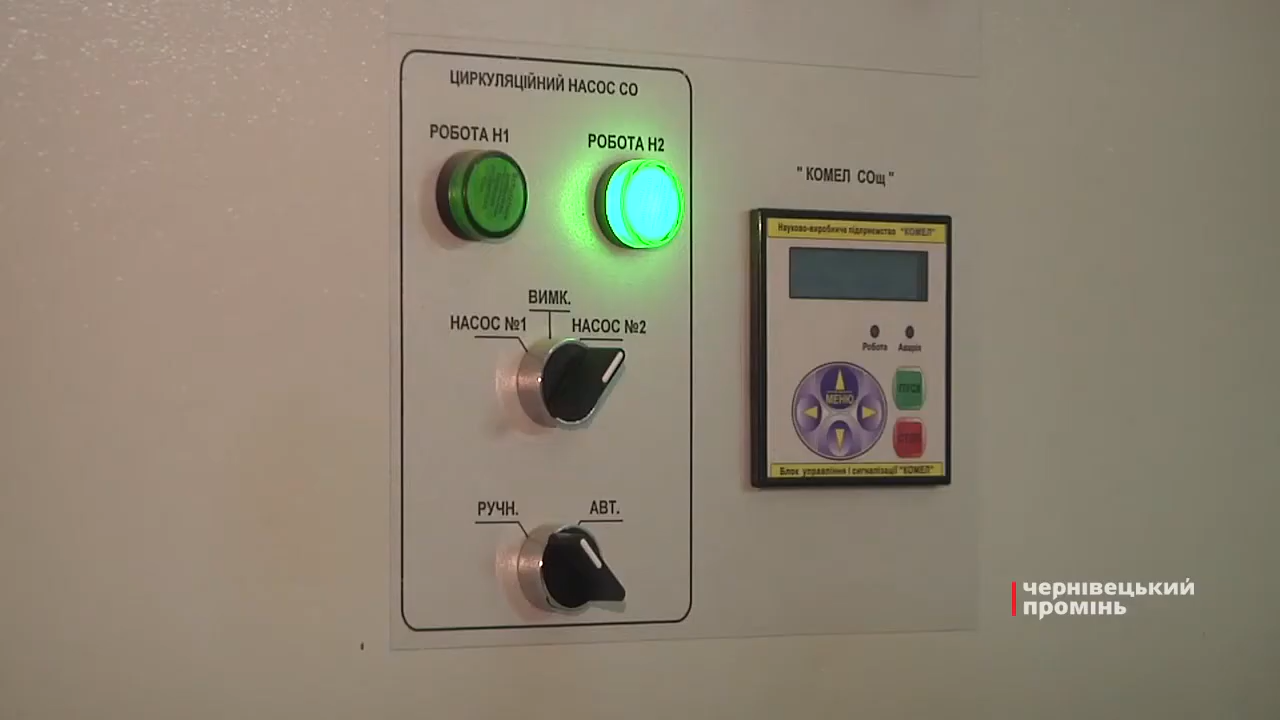 ЦИРКУЛЯЦІЙНИЙ НАСОС СО
РОБОТА Н1
РОБОТА Н2
" КОМЕЛ СОщ "
Науково-виробниче підприємство "КОМЕЛ"
ВИМК.
НАСОС №1
НАСОС №2
Робота
Аварія
МЕНЮ
ПУСК
СТОП
Блок управління і сигналізації "КОМЕЛ"
РУЧН.
АВТ.
чернівецький
промінь